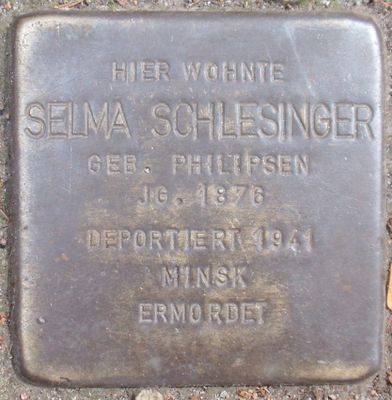 HIER WOHNTE
SELMA SCHLESINGER
GEB. PHILIPSEN
JG. 1876
DEPORTIERT 1941
MINSK
ERMORDET